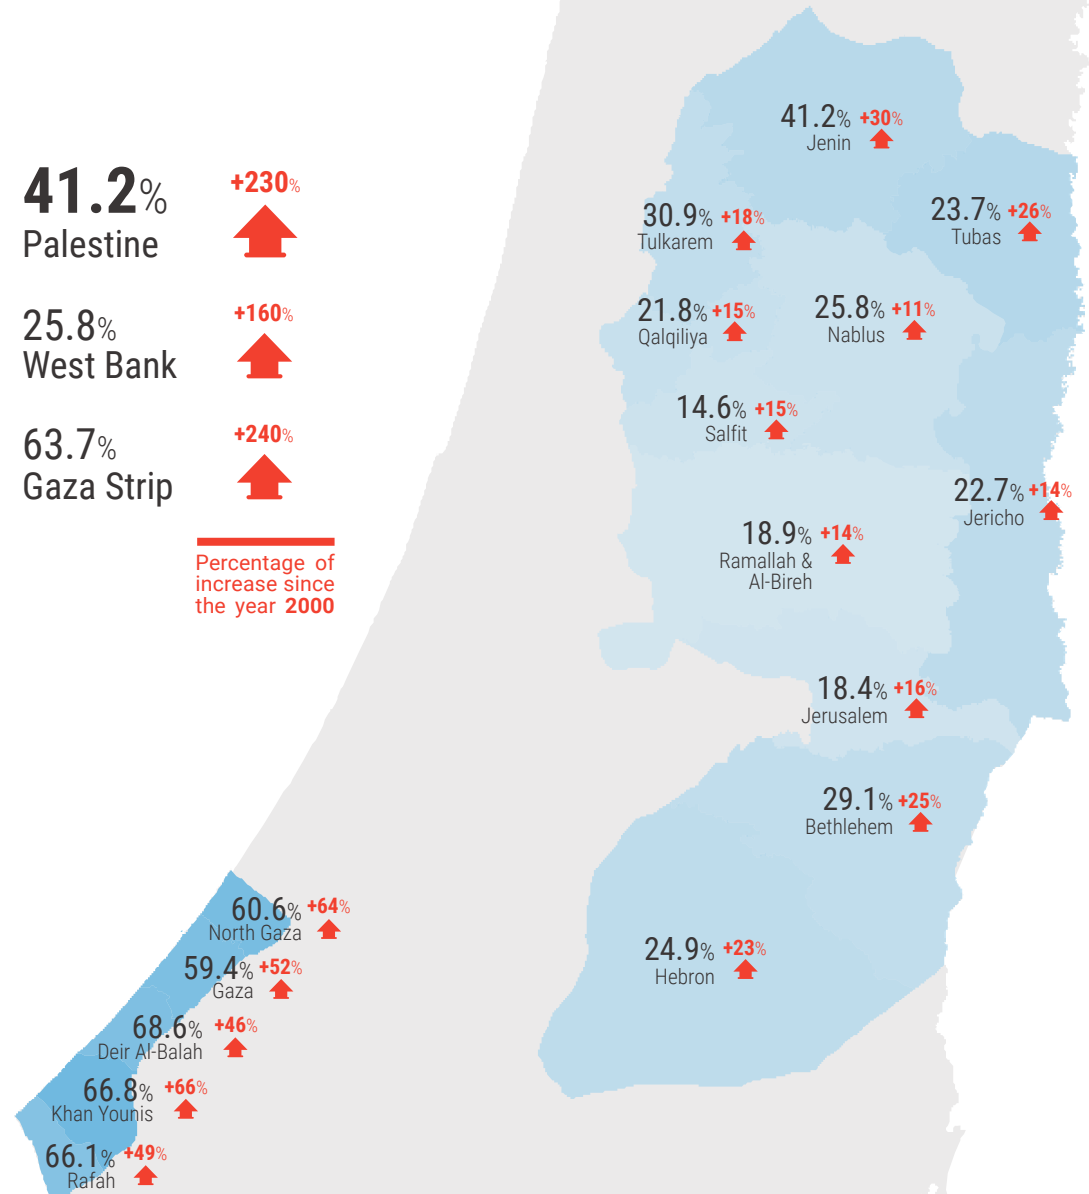 41.2%
Palestine
+230%
25.8%
West Bank
+160%
63.7%
Gaza Strip
+240%
Percentage of
increase since
the year 2000
41.2% +30%
Jenin
30.9% +18%
Tulkarem
23.7% +26%
Tubas
21.8% +15%
Qalqiliya
25.8% +11%
Nablus
14.6% +15%
Salfit
22.7% +14%
Jericho
18.9% +14%
Ramallah &
Al-Bireh
18.4% +16%
Jerusalem
29.1% +25%
Bethlehem
24.9% +23%
Hebron
60.6% +64%
North Gaza
59.4% +52%
Gaza
68.6% +46%
Deir Al-Balah
66.8% +66%
Khan Younis
66.1% +49%
Rafah